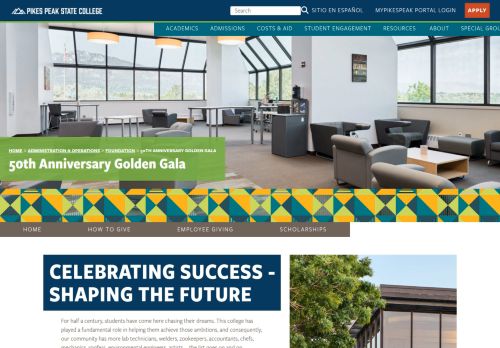 PIKES PEAK STATE COLLEGE
Search
SITIO EN ESPAÑOL
MYPIKESPEAK PORTAL LOGIN
APPLY
ACADEMICS
ADMISSIONS
COSTS & AID
STUDENT ENGAGEMENT
RESOURCES
ABOUT
SPECIAL GROU
HOME > ADMINISTRATION & OPERATIONS > FOUNDATION > 50TH ANNIVERSARY GOLDEN GALA
50th Anniversary Golden Gala
HOME
HOW TO GIVE
EMPLOYEE GIVING
SCHOLARSHIPS
CELEBRATING SUCCESS -
SHAPING THE FUTURE
For half a century, students have come here chasing their dreams. This college has
played a fundamental role in helping them achieve those ambitions, and consequently,
our community has more lab technicians, welders, zookeepers, accountants, chefs,